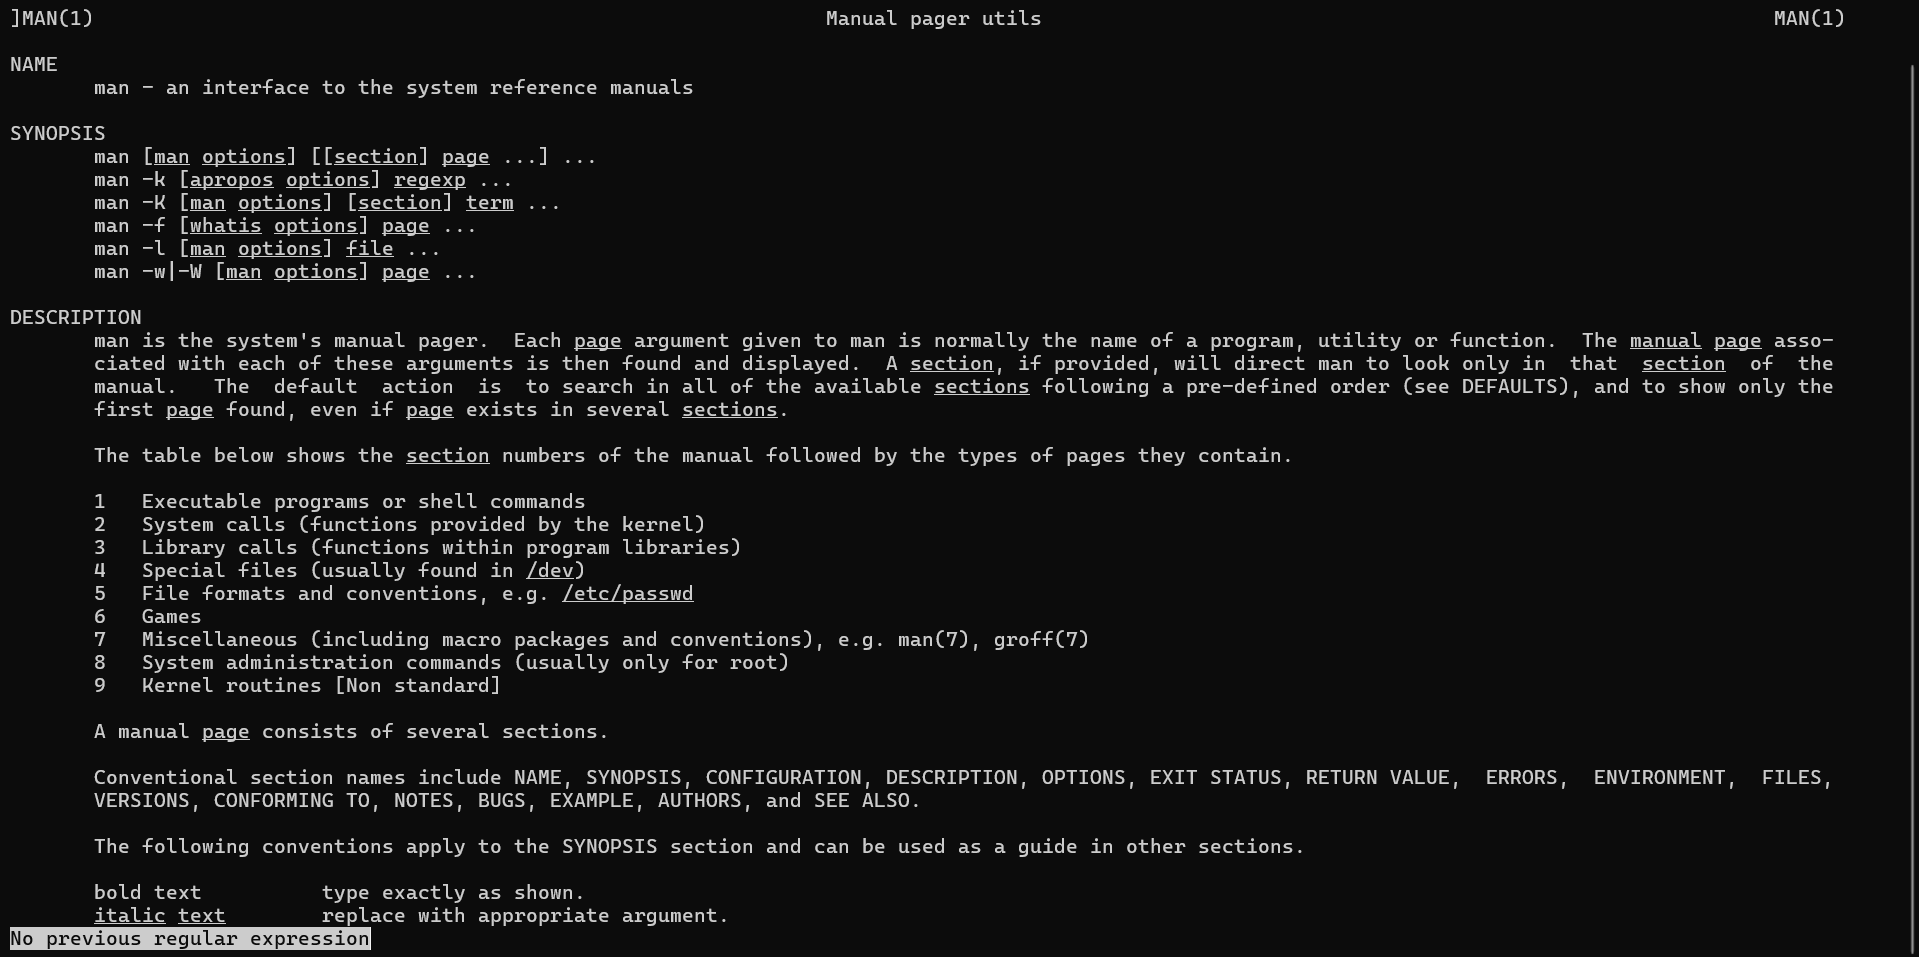 ]MAN(1) Manual pager utils MAN(1)
NAME
man - an interface to the system reference manuals
SYNOPSIS
man [man options] [[section] page ...] ...
man -k [apropos options] regexp ...
man -K [man options] [section] term ...
man -f [whatis options] page ...
man -l [man options] file ...
man -w|-W [man options] page ...
DESCRIPTION
man is the system's manual pager. Each page argument given to man is normally the name of a program, utility or function. The manual page asso-
ciated with each of these arguments is then found and displayed. A section, if provided, will direct man to look only in that section of the
manual. The default action is to search in all of the available sections following a pre-defined order (see DEFAULTS), and to show only the
first page found, even if page exists in several sections.
The table below shows the section numbers of the manual followed by the types of pages they contain.
1 Executable programs or shell commands
2 System calls (functions provided by the kernel)
3 Library calls (functions within program libraries)
4 Special files (usually found in /dev)
5 File formats and conventions, e.g. /etc/passwd
6 Games
7 Miscellaneous (including macro packages and conventions), e.g. man(7), groff(7)
8 System administration commands (usually only for root)
9 Kernel routines [Non standard]
A manual page consists of several sections.
Conventional section names include NAME, SYNOPSIS, CONFIGURATION, DESCRIPTION, OPTIONS, EXIT STATUS, RETURN VALUE, ERRORS, ENVIRONMENT, FILES,
VERSIONS, CONFORMING TO, NOTES, BUGS, EXAMPLE, AUTHORS, and SEE ALSO.
The following conventions apply to the SYNOPSIS section and can be used as a guide in other sections.
bold text type exactly as shown.
italic text replace with appropriate argument.
No previous regular expression